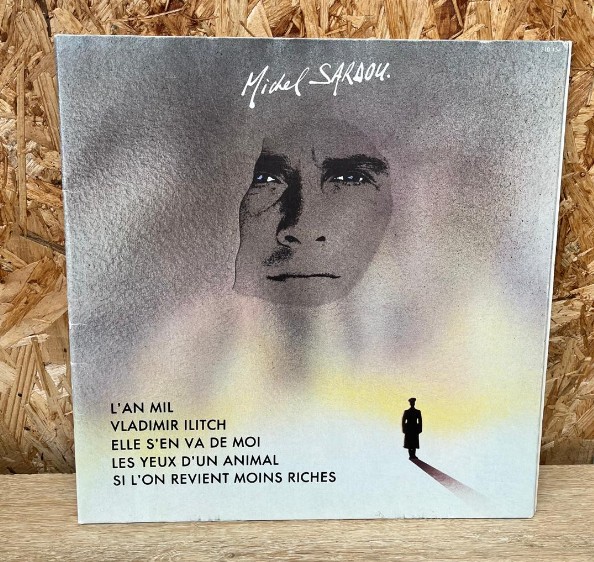 Michel SARDOU.
L'AN MIL
VLADIMIR ILITCH
ELLE S'EN VA DE MOI
LES YEUX D'UN ANIMAL
SI L'ON REVIENT MOINS RICHES